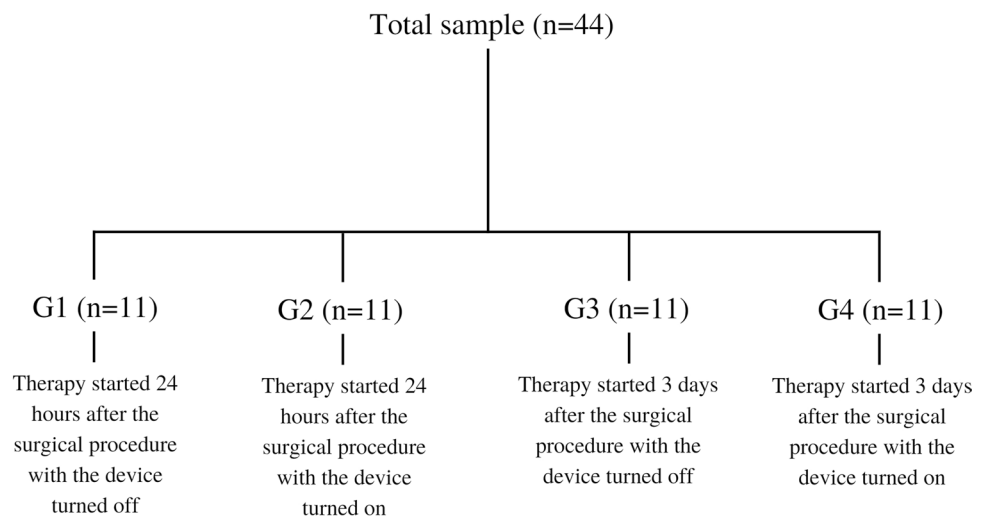 Total sample (n=44)
G1 (n=11)
Therapy started 24
hours after the
surgical procedure
with the device
turned off
G2 (n=11)
Therapy started 24
hours after the
surgical procedure
with the device
turned on
G3 (n=11)
Therapy started 3 days
after the surgical
procedure with the
device turned off
G4 (n=11)
Therapy started 3 days
after the surgical
procedure with the
device turned on